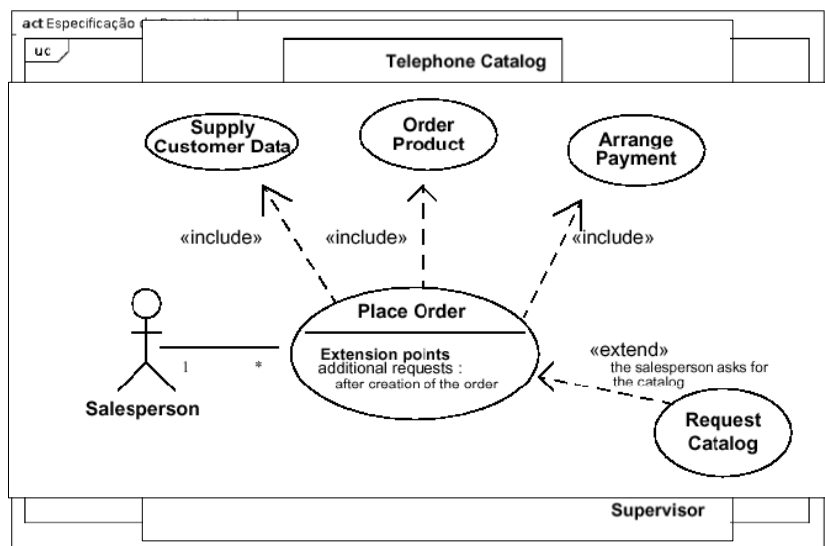 act Especificação d
uc
Telephone Catalog
Supply
Customer Data
Order
Product
Arrange
Payment
«include»
«include»
«include»
Place Order
Extension points
additional requests :
after creation of the order
1
*
Salesperson
«extend»
the salesperson asks for
the catalog
Request
Catalog
Supervisor